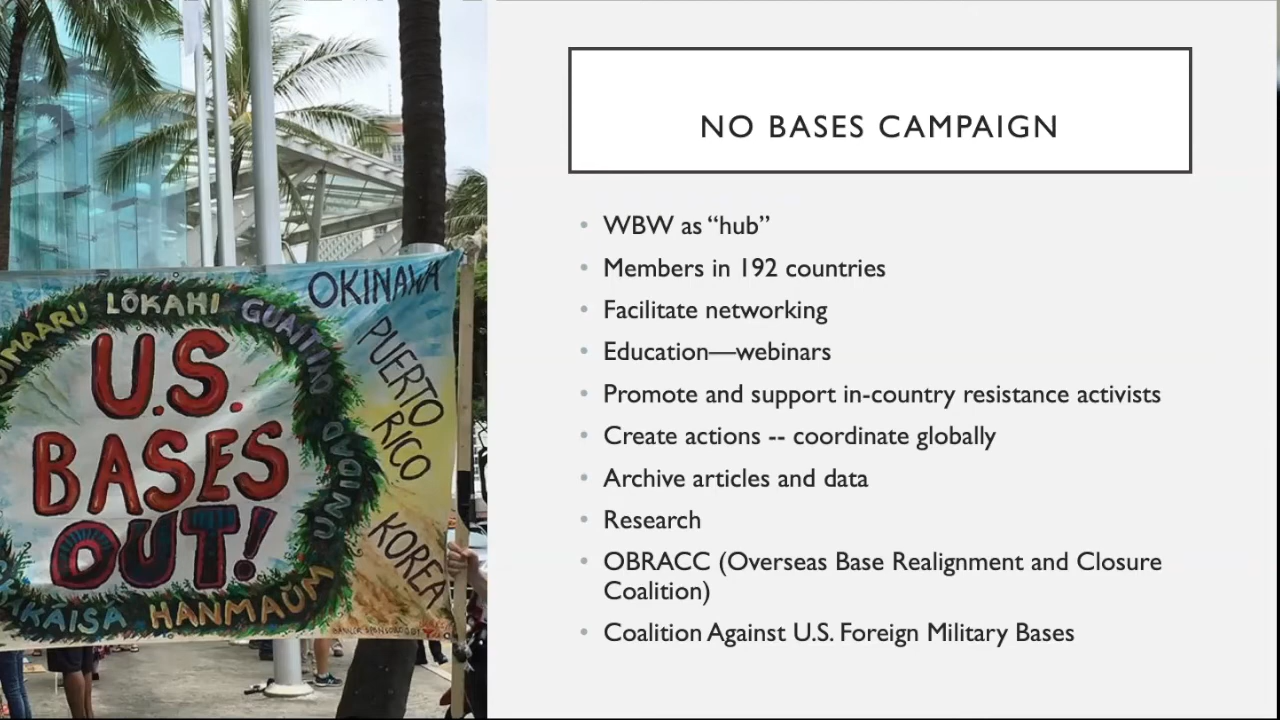 NO BASES CAMPAIGN
WBW as “hub”
Members in 192 countries
Facilitate networking
Education—webinars
Promote and support in-country resistance activists
Create actions -- coordinate globally
Archive articles and data
Research
OBRACC (Overseas Base Realignment and Closure
Coalition)
Coalition Against U.S. Foreign Military Bases
OKINAWA
LŌKAHI
PUERTO
RICO
KOREA
UNIDAD
HANMAŬM
U.S.
BASES
OUT!